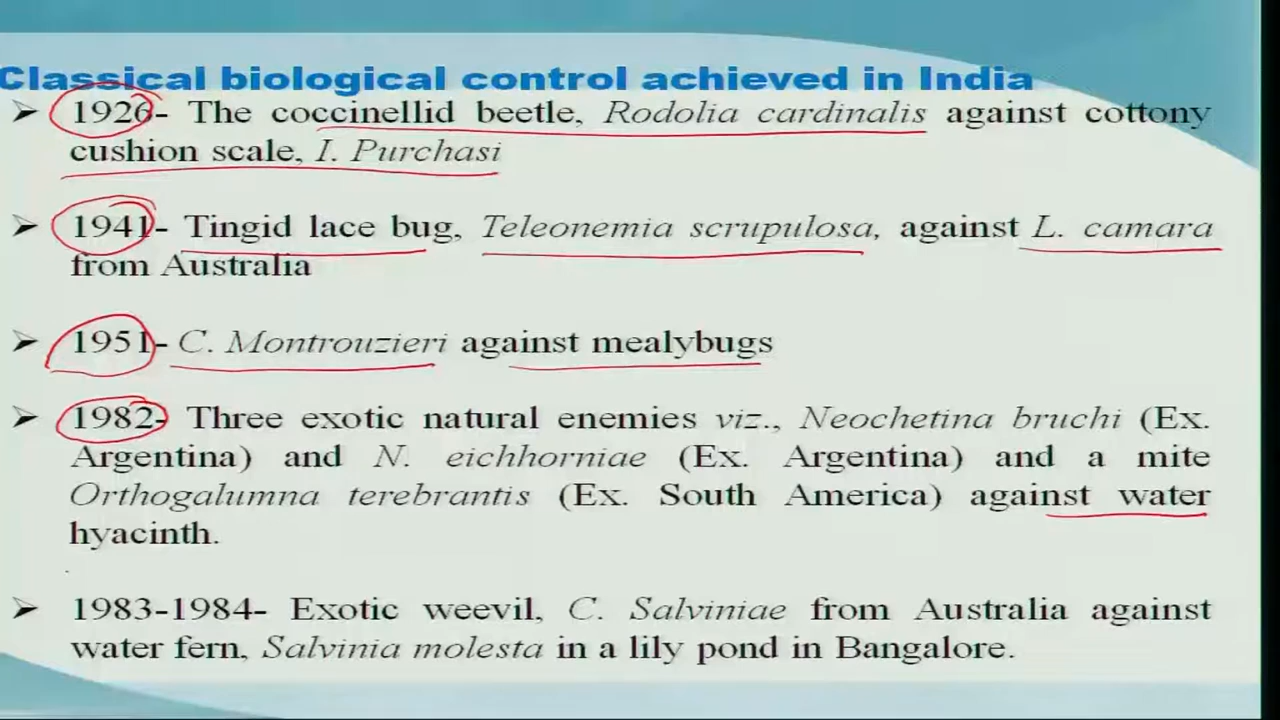 Classical biological control achieved in India
➢ 1926- The coccinellid beetle, Rodolia cardinalis against cottony
cushion scale, I. Purchasi
➢ 1941- Tingid lace bug, Teleonemia scrupulosa, against L. camara
from Australia
➢ 1951- C. Montrouzieri against mealybugs
➢ 1982- Three exotic natural enemies viz., Neochetina bruchi (Ex.
Argentina) and N. eichhorniae (Ex. Argentina) and a mite
Orthogalumna terebrantis (Ex. South America) against water
hyacinth.
➢ 1983-1984- Exotic weevil, C. Salviniae from Australia against
water fern, Salvinia molesta in a lily pond in Bangalore.